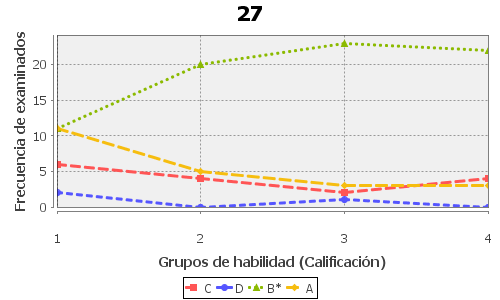 27
Frecuencia de examinados
20
15
10
5
0
1 2 3 4
Grupos de habilidad (Calificación)
C D B* A